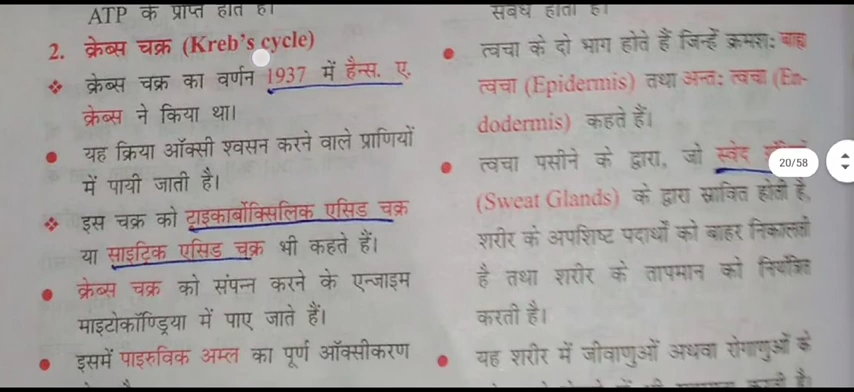 ATP के प्राप्त होते हैं।
2. क्रेब्स चक्र (Kreb's cycle)
❖ क्रेब्स चक्र का वर्णन 1937 में हैन्स. ए.
क्रेब्स ने किया था।
● यह क्रिया ऑक्सी श्वसन करने वाले प्राणियों
में पायी जाती है।
❖ इस चक्र को ट्राइकार्बोक्सिलिक एसिड चक्र
या साइट्रिक एसिड चक्र भी कहते हैं।
● क्रेब्स चक्र को संपन्न करने के एन्जाइम
माइटोकॉण्ड्रिया में पाए जाते हैं।
● इसमें पाइरुविक अम्ल का पूर्ण ऑक्सीकरण
संबंध होता है।
● त्वचा के दो भाग होते हैं जिन्हें क्रमशः बाह्य
त्वचा (Epidermis) तथा अन्तः त्वचा (En-
dodermis) कहते हैं।
● त्वचा पसीने के द्वारा, जो स्वेद
(Sweat Glands) के द्वारा स्रावित होती है,
शरीर के अपशिष्ट पदार्थों को बाहर निकालती
है तथा शरीर के तापमान को नियंत्रित
करती है।
● यह शरीर में जीवाणुओं अथवा रोगाणुओं के
20/58